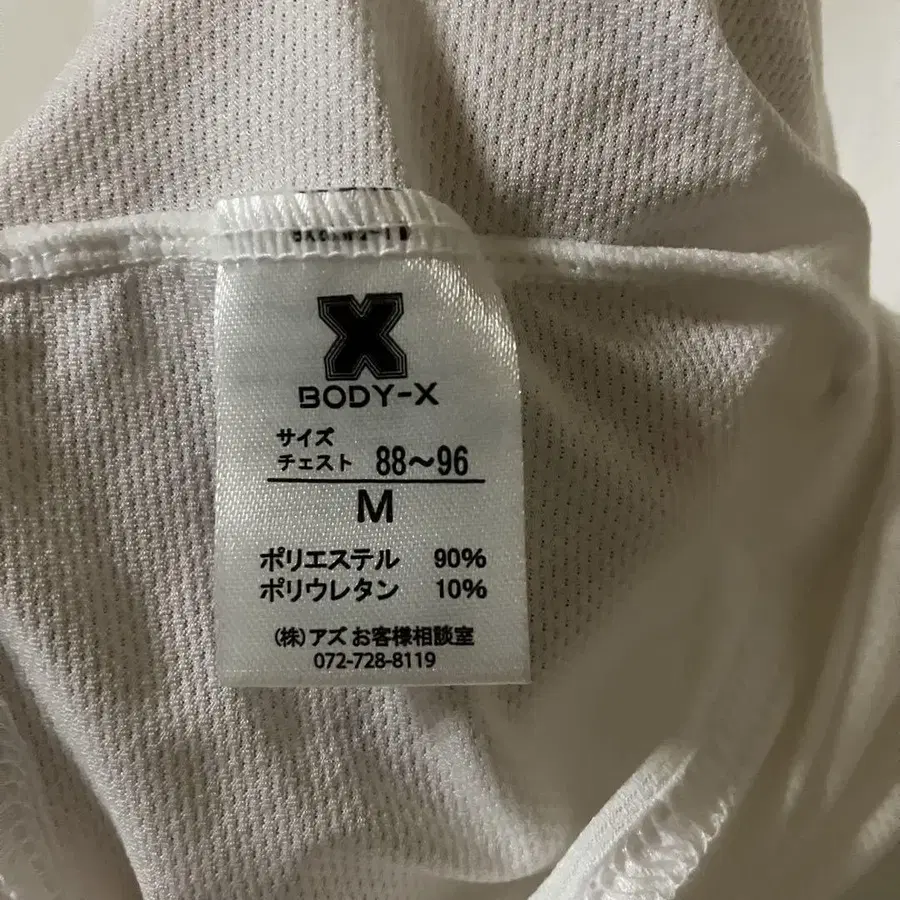 X
BODY-X
サイズ
チェスト 88～96
M
ポリエステル 90%
ポリウレタン 10%
(株)アズ お客様相談室
072-728-8119